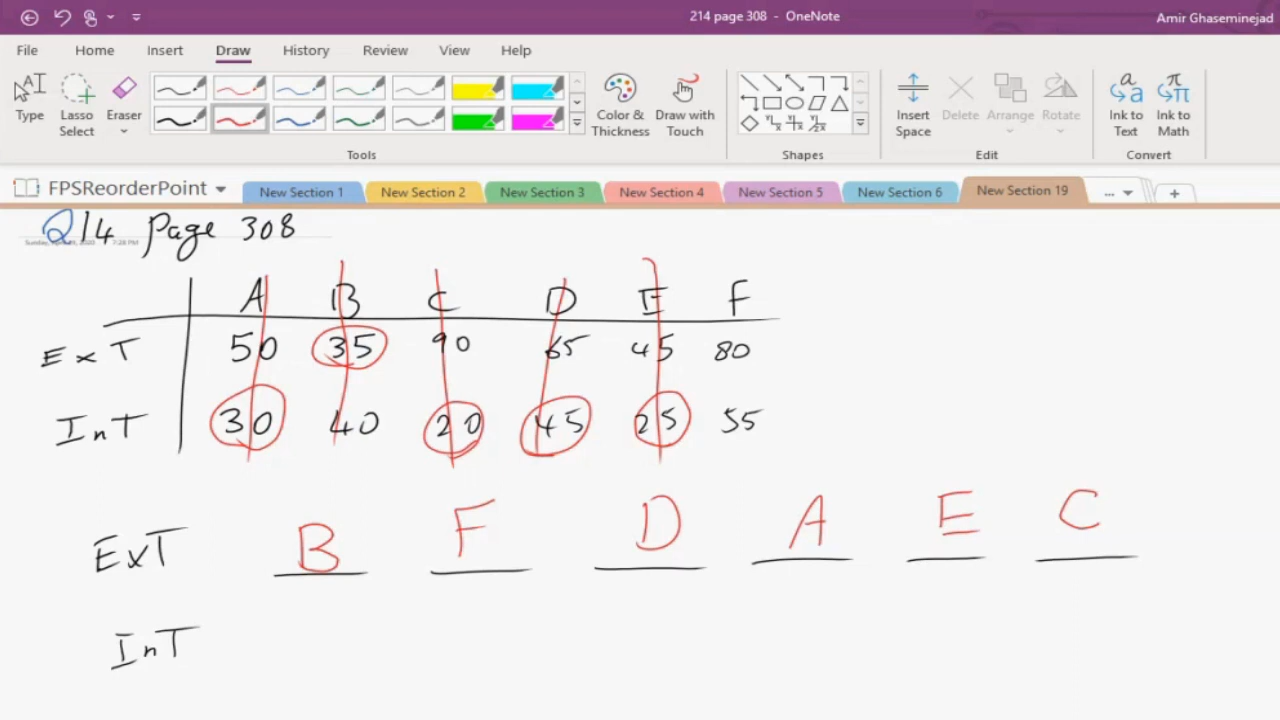 214 page 308 - OneNote
Amir Ghaseminejad
File Home Insert Draw History Review View Help
Type
Lasso Select
Eraser
Color & Thickness
Draw with Touch
Insert Space
Delete
Arrange
Rotate
Ink to Text
Ink to Math
Tools
Shapes
Edit
Convert
FPSReorderPoint
New Section 1
New Section 2
New Section 3
New Section 4
New Section 5
New Section 6
New Section 19
...
Q14 Page 308
7:28 PM
A B C D E F
ExT 50 35 90 65 45 80
InT 30 40 20 45 25 55
ExT B F D A E C
InT